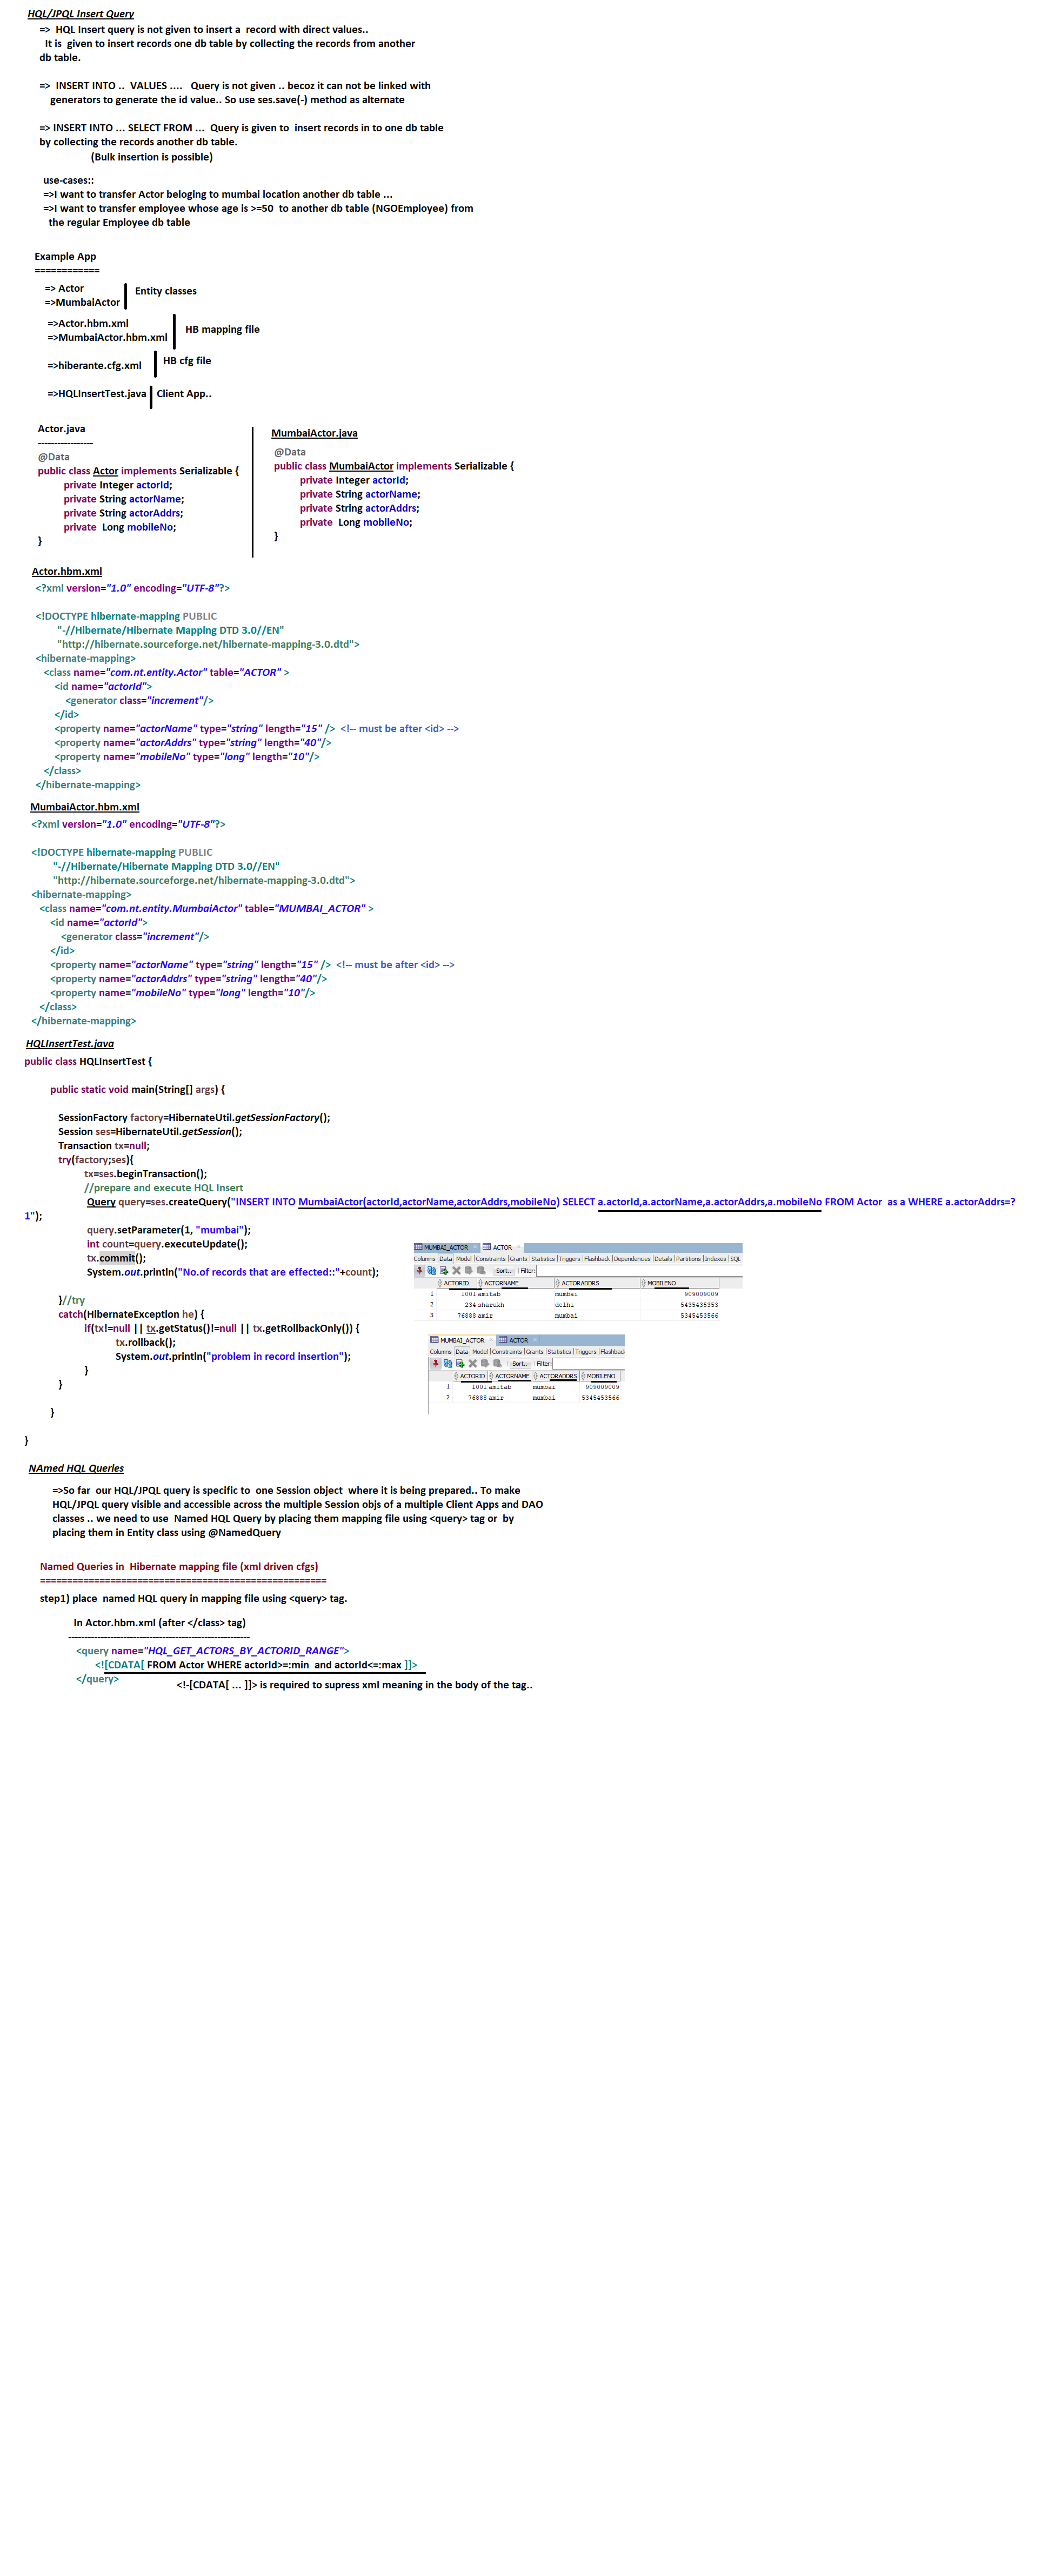 HQL/JPQL Insert Query
=> HQL Insert query is not given to insert a record with direct values..
It is given to insert records one db table by collecting the records from another
db table.
=> INSERT INTO .. VALUES .... Query is not given .. becoz it can not be linked with
generators to generate the id value.. So use ses.save(-) method as alternate
=> INSERT INTO ... SELECT FROM ... Query is given to insert records in to one db table
by collecting the records another db table.
(Bulk insertion is possible)
use-cases::
=>I want to transfer Actor beloging to mumbai location another db table ...
=>I want to transfer employee whose age is >=50 to another db table (NGOEmployee) from
the regular Employee db table
Example App
============
=> Actor
=>MumbaiActor
Entity classes
=>Actor.hbm.xml
=>MumbaiActor.hbm.xml
HB mapping file
=>hiberante.cfg.xml
HB cfg file
=>HQLInsertTest.java
Client App..
Actor.java
-----------------
@Data
public class Actor implements Serializable {
private Integer actorId;
private String actorName;
private String actorAddrs;
private Long mobileNo;
}
MumbaiActor.java
@Data
public class MumbaiActor implements Serializable {
private Integer actorId;
private String actorName;
private String actorAddrs;
private Long mobileNo;
}
Actor.hbm.xml
<?xml version="1.0" encoding="UTF-8"?>
<!DOCTYPE hibernate-mapping PUBLIC
"-//Hibernate/Hibernate Mapping DTD 3.0//EN"
"http://hibernate.sourceforge.net/hibernate-mapping-3.0.dtd">
<hibernate-mapping>
<class name="com.nt.entity.Actor" table="ACTOR" >
<id name="actorId">
<generator class="increment"/>
</id>
<property name="actorName" type="string" length="15" /> <!-- must be after <id> -->
<property name="actorAddrs" type="string" length="40"/>
<property name="mobileNo" type="long" length="10"/>
</class>
</hibernate-mapping>
MumbaiActor.hbm.xml
<?xml version="1.0" encoding="UTF-8"?>
<!DOCTYPE hibernate-mapping PUBLIC
"-//Hibernate/Hibernate Mapping DTD 3.0//EN"
"http://hibernate.sourceforge.net/hibernate-mapping-3.0.dtd">
<hibernate-mapping>
<class name="com.nt.entity.MumbaiActor" table="MUMBAI_ACTOR" >
<id name="actorId">
<generator class="increment"/>
</id>
<property name="actorName" type="string" length="15" /> <!-- must be after <id> -->
<property name="actorAddrs" type="string" length="40"/>
<property name="mobileNo" type="long" length="10"/>
</class>
</hibernate-mapping>
HQLInsertTest.java
public class HQLInsertTest {
public static void main(String[] args) {
SessionFactory factory=HibernateUtil.getSessionFactory();
Session ses=HibernateUtil.getSession();
Transaction tx=null;
try(factory;ses){
tx=ses.beginTransaction();
//prepare and execute HQL Insert
Query query=ses.createQuery("INSERT INTO MumbaiActor(actorId,actorName,actorAddrs,mobileNo) SELECT a.actorId,a.actorName,a.actorAddrs,a.mobileNo FROM Actor as a WHERE a.actorAddrs=?
1");
query.setParameter(1, "mumbai");
int count=query.executeUpdate();
tx.commit();
System.out.println("No.of records that are effected::"+count);
}//try
catch(HibernateException he) {
if(tx!=null || tx.getStatus()!=null || tx.getRollbackOnly()) {
tx.rollback();
System.out.println("problem in record insertion");
}
}
}
}
MUMBAI_ACTOR ACTOR
Columns Data Model Constraints Grants Statistics Triggers Flashback Dependencies Details Partitions Indexes SQL
Sort.. Filter:
ACTORID ACTORNAME ACTORADDRS MOBILENO
1 1001 amitab mumbai 909009009
2 234 sharukh delhi 5435435353
3 76888 amir mumbai 5345453566
MUMBAI_ACTOR ACTOR
Columns Data Model Constraints Grants Statistics Triggers Flashbad
Sort.. Filter:
ACTORID ACTORNAME ACTORADDRS MOBILENO
1 1001 amitab mumbai 909009009
2 76888 amir mumbai 5345453566
NAmed HQL Queries
=>So far our HQL/JPQL query is specific to one Session object where it is being prepared.. To make
HQL/JPQL query visible and accessible across the multiple Session objs of a multiple Client Apps and DAO
classes .. we need to use Named HQL Query by placing them mapping file using <query> tag or by
placing them in Entity class using @NamedQuery
Named Queries in Hibernate mapping file (xml driven cfgs)
=====================================================
step1) place named HQL query in mapping file using <query> tag.
In Actor.hbm.xml (after </class> tag)
--------------------------------------------------------
<query name="HQL_GET_ACTORS_BY_ACTORID_RANGE">
<![CDATA[ FROM Actor WHERE actorId>=:min and actorId<=:max ]]>
</query>
<!-[CDATA[ ... ]]> is required to supress xml meaning in the body of the tag..